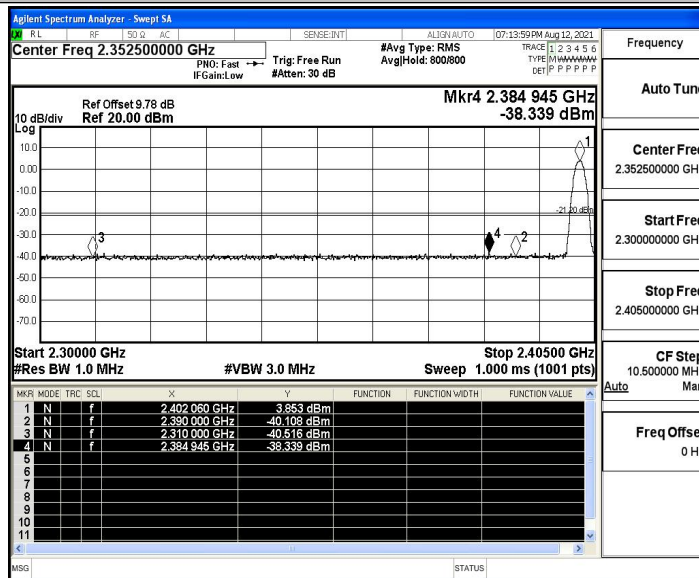 Agilent Spectrum Analyzer - Swept SA
RL RF 50 Ω AC SENSE:INT ALIGN AUTO 07:13:59 PM Aug 12, 2021
Center Freq 2.352500000 GHz
PNO: Fast
IFGain:Low
Trig: Free Run
#Atten: 30 dB
#Avg Type: RMS
Avg|Hold: 800/800
TRACE 1 2 3 4 5 6
TYPE M
DET P P P P P P
Ref Offset 9.78 dB
Ref 20.00 dBm
10 dB/div
Log
Mkr4 2.384 945 GHz
-38.339 dBm
10.0
0.00
-10.0
-20.0
-30.0
-40.0
-50.0
-60.0
-70.0
1
-21.20 dBm
3
4
2
Start 2.30000 GHz
Stop 2.40500 GHz
#Res BW 1.0 MHz
#VBW 3.0 MHz
Sweep 1.000 ms (1001 pts)
MKR MODE TRC SCL X Y FUNCTION FUNCTION WIDTH FUNCTION VALUE
1 N f 2.402 060 GHz 3.853 dBm
2 N f 2.390 000 GHz -40.108 dBm
3 N f 2.310 000 GHz -40.516 dBm
4 N f 2.384 945 GHz -38.339 dBm
5
6
7
8
9
10
11
MSG
STATUS
Frequency
Auto Tune
Center Freq
2.352500000 GH
Start Freq
2.300000000 GH
Stop Freq
2.405000000 GH
CF Step
10.500000 MH
Auto Man
Freq Offset
0 H